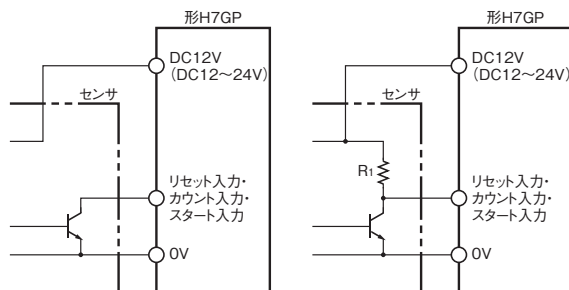 形H7GP
DC12V
（DC12～24V）
センサ
リセット入力・
カウント入力・
スタート入力
0V
形H7GP
DC12V
（DC12～24V）
センサ
R1
リセット入力・
カウント入力・
スタート入力
0V